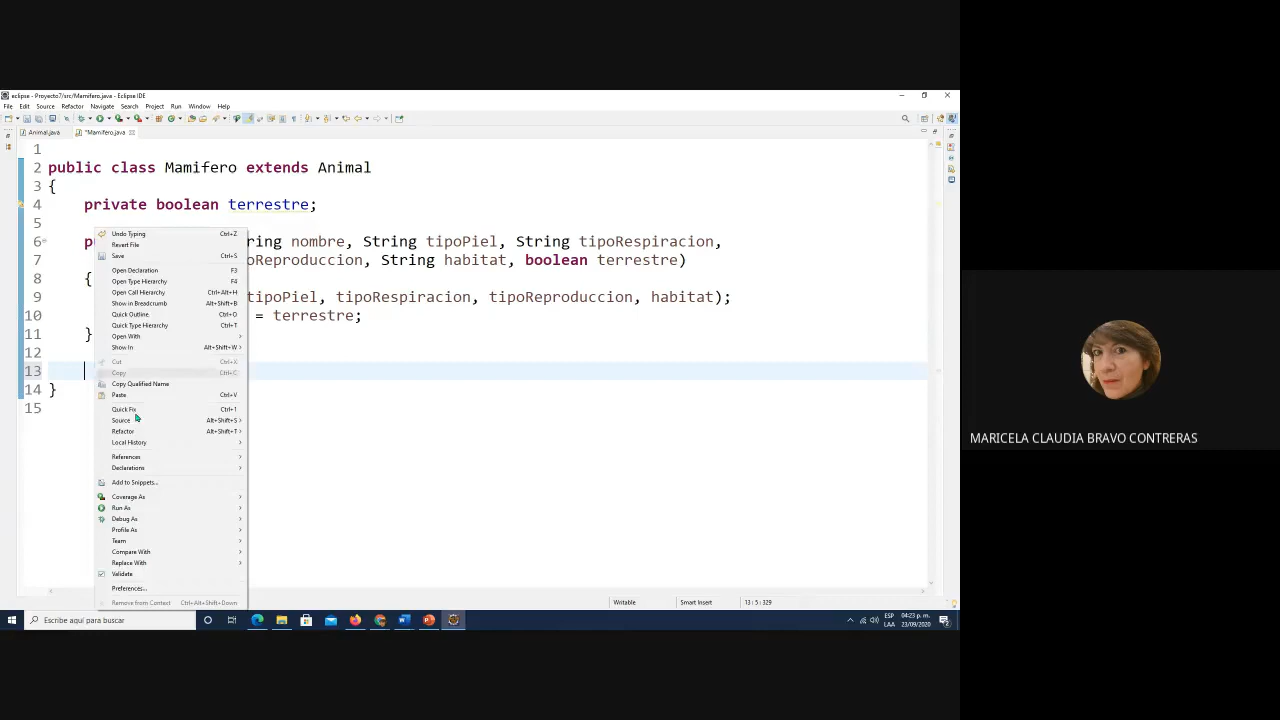 eclipse - Proyecto7/src/Mamifero.java - Eclipse IDE
File Edit Source Refactor Navigate Search Project Run Window Help
Animal.java *Mamifero.java
1
2 public class Mamifero extends Animal
3 {
4 private boolean terrestre;
5
6 ring nombre, String tipoPiel, String tipoRespiracion,
7 oReproduccion, String habitat, boolean terrestre)
8 {
9 tipoPiel, tipoRespiracion, tipoReproduccion, habitat);
10 = terrestre;
11 }
12
13
14 }
15
Undo Typing Ctrl+Z
Revert File
Save Ctrl+S
Open Declaration F3
Open Type Hierarchy F4
Open Call Hierarchy Ctrl+Alt+H
Show in Breadcrumb Alt+Shift+B
Quick Outline Ctrl+O
Quick Type Hierarchy Ctrl+T
Open With
Show In Alt+Shift+W
Cut Ctrl+X
Copy Ctrl+C
Copy Qualified Name
Paste Ctrl+V
Quick Fix Ctrl+1
Source Alt+Shift+S
Refactor Alt+Shift+T
Local History
References
Declarations
Add to Snippets...
Coverage As
Run As
Debug As
Profile As
Team
Compare With
Replace With
Validate
Preferences...
Remove from Context Ctrl+Alt+Shift+Down
Writable Smart Insert 13 : 5 : 329
Escribe aquí para buscar
ESP 04:23 p. m.
LAA 23/09/2020
MARICELA CLAUDIA BRAVO CONTRERAS